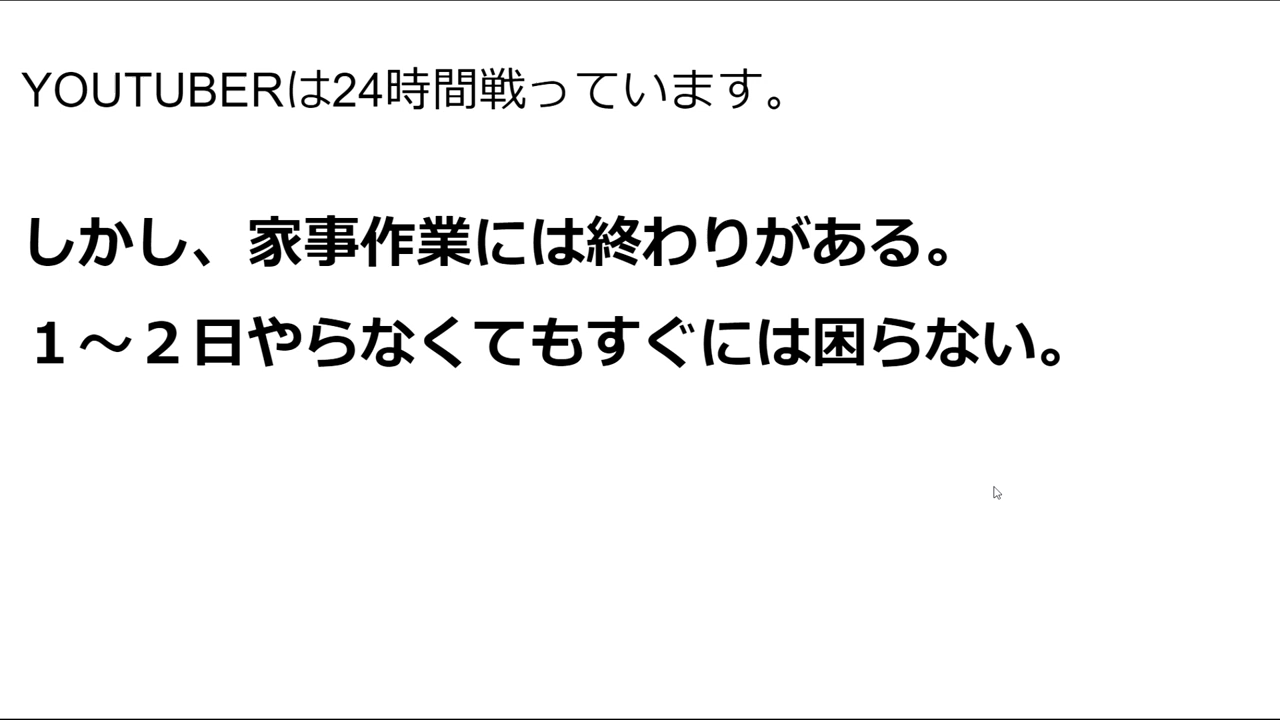 YOUTUBERは24時間戦っています。
しかし、家事作業には終わりがある。
１～２日やらなくてもすぐには困らない。